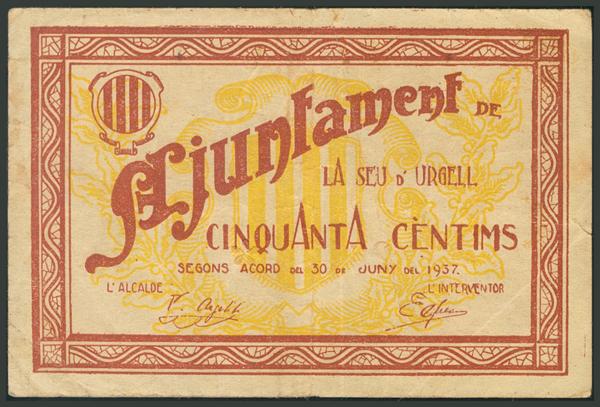 Ajuntament DE
LA SEU D'URGELL
CINQUANTA CÈNTIMS
SEGONS ACORD DEL 30 DE JUNY DEL 1937.
L'ALCALDE L'INTERVENTOR